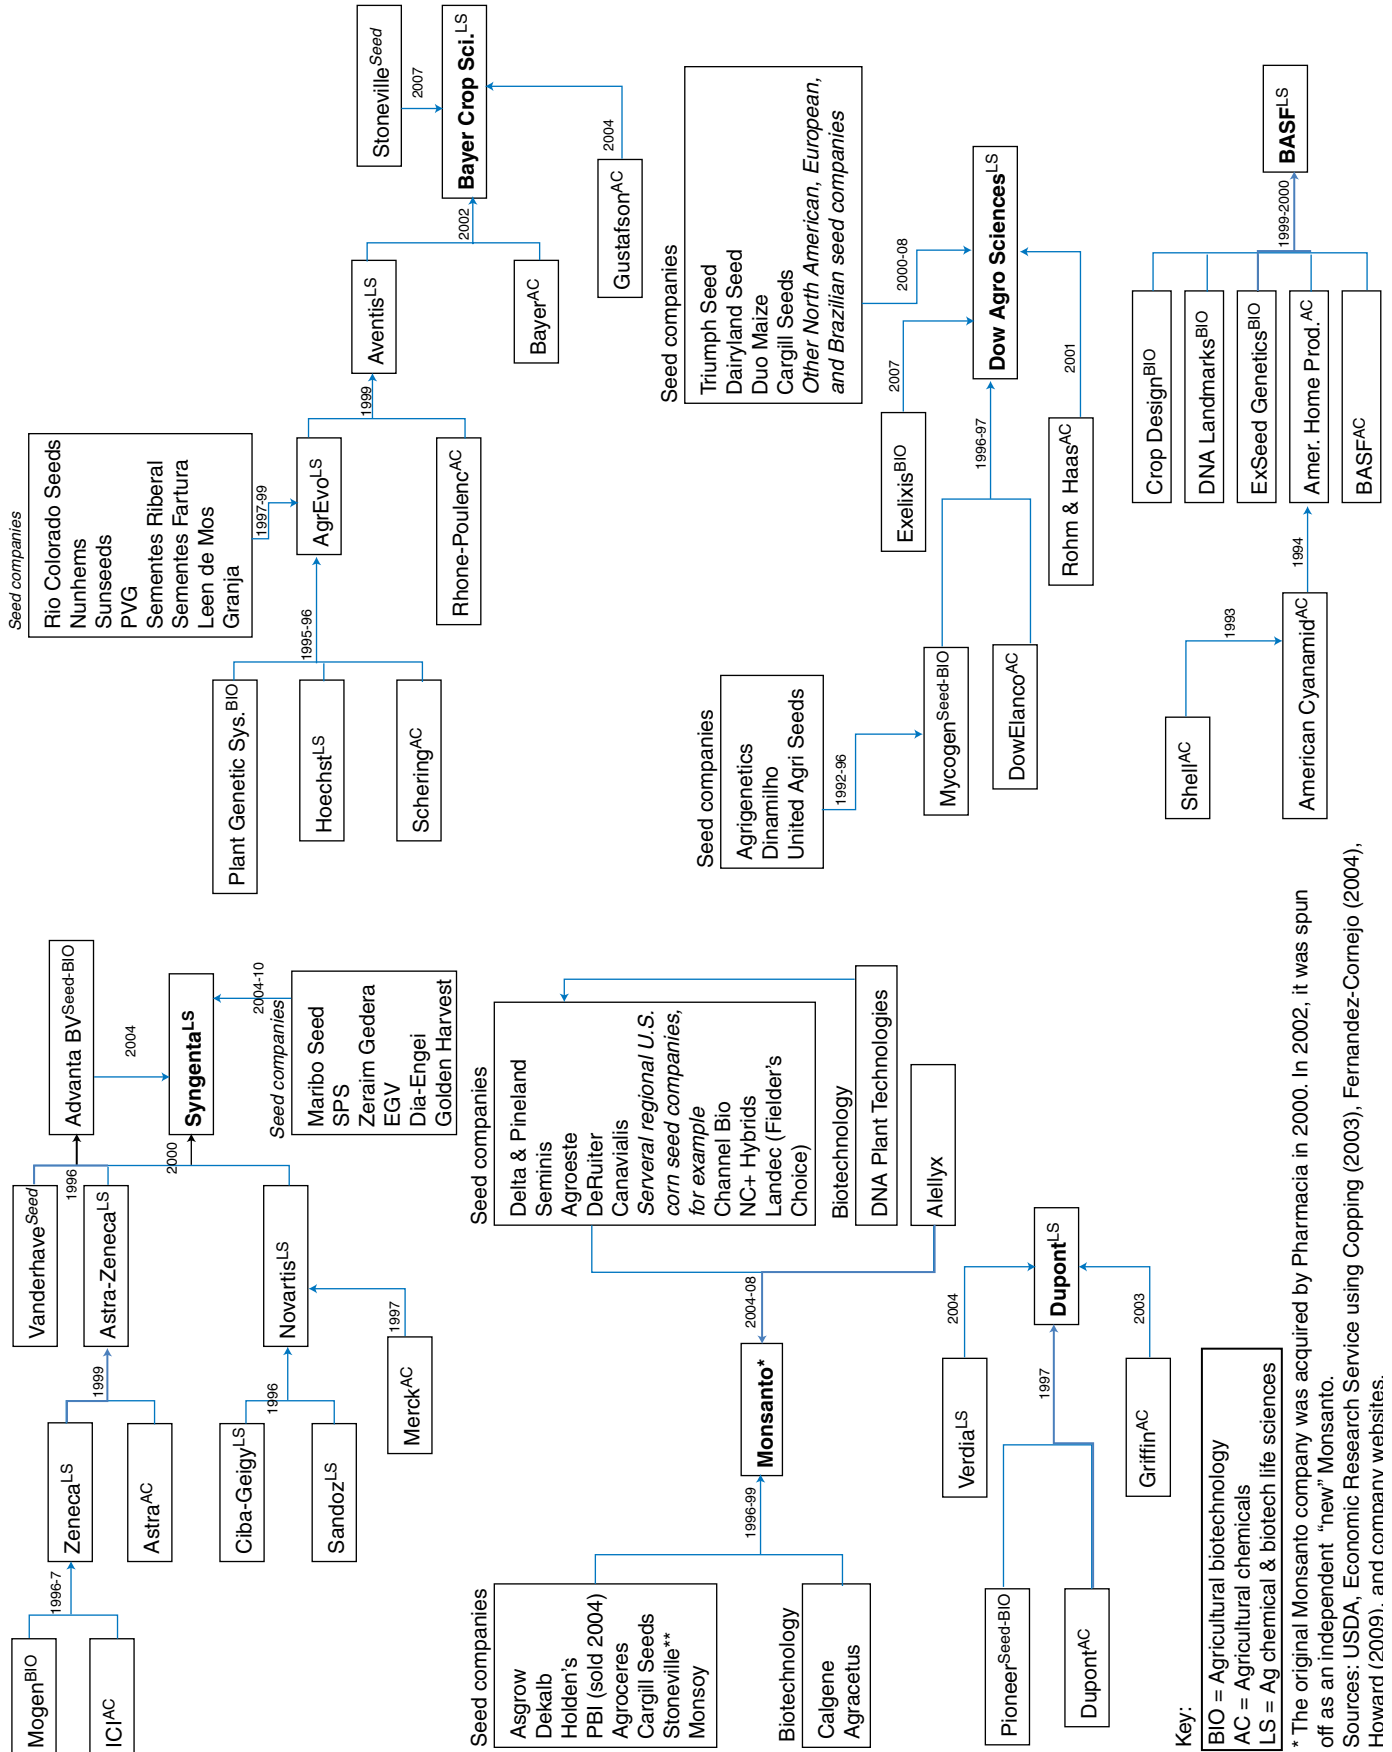 Mogen BIO
ICI AC
1996-7
Zeneca LS
Astra AC
1999
Vanderhave Seed
Astra-Zeneca LS
1996
Advanta BV Seed-BIO
2004
Syngenta LS
2000
2004-10
Seed companies
Maribo Seed
SPS
Zeraim Gedera
EGV
Dia-Engei
Golden Harvest
Ciba-Geigy LS
Sandoz LS
1996
Novartis LS
1997
Merck AC
Seed companies
Asgrow
Dekalb
Holden's
PBI (sold 2004)
Agroceres
Cargill Seeds
Stoneville**
Monsoy
Biotechnology
Calgene
Agracetus
1996-99
Monsanto*
2004-08
Seed companies
Delta & Pineland
Seminis
Agroeste
DeRuiter
Canavialis
Serveral regional U.S.
corn seed companies,
for example
Channel Bio
NC+ Hybrids
Landec (Fielder's
Choice)
Biotechnology
DNA Plant Technologies
Alellyx
Pioneer Seed-BIO
Dupont AC
1997
Verdia LS
2004
Dupont LS
2003
Griffin AC
Plant Genetic Sys. BIO
Hoechst LS
Schering AC
1995-96
Seed companies
Rio Colorado Seeds
Nunhems
Sunseeds
PVG
Sementes Riberal
Sementes Fartura
Leen de Mos
Granja
1997-99
AgrEvo LS
Rhone-Poulenc AC
1999
Aventis LS
Bayer AC
2002
Stoneville Seed
2007
Bayer Crop Sci. LS
2004
Gustafson AC
Seed companies
Agrigenetics
Dinamilho
United Agri Seeds
1992-96
Mycogen Seed-BIO
DowElanco AC
1996-97
Exelixis BIO
2007
Seed companies
Triumph Seed
Dairyland Seed
Duo Maize
Cargill Seeds
Other North American, European,
and Brazilian seed companies
2000-08
Dow Agro Sciences LS
2001
Rohm & Haas AC
Shell AC
1993
American Cyanamid AC
1994
Crop Design BIO
DNA Landmarks BIO
ExSeed Genetics BIO
Amer. Home Prod. AC
BASF AC
1999-2000
BASF LS
Key:
BIO = Agricultural biotechnology
AC = Agricultural chemicals
LS = Ag chemical & biotech life sciences
* The original Monsanto company was acquired by Pharmacia in 2000. In 2002, it was spun
off as an independent “new” Monsanto.
Sources: USDA, Economic Research Service using Copping (2003), Fernandez-Cornejo (2004),
Howard (2009), and company websites.